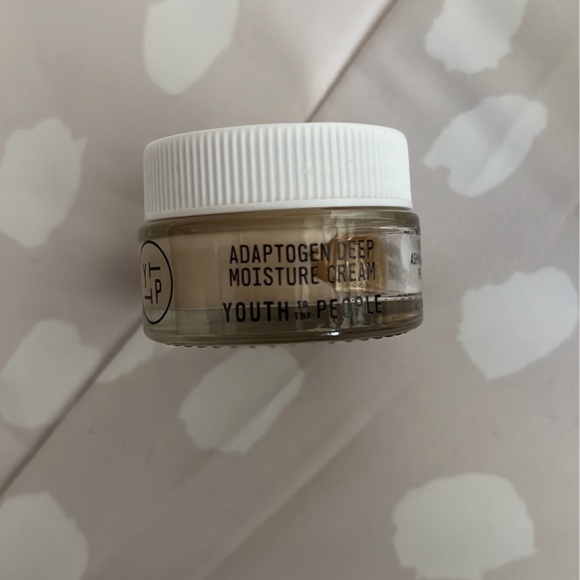 ADAPTOGEN DEEP
MOISTURE CREAM
YOUTH TO THE PEOPLE